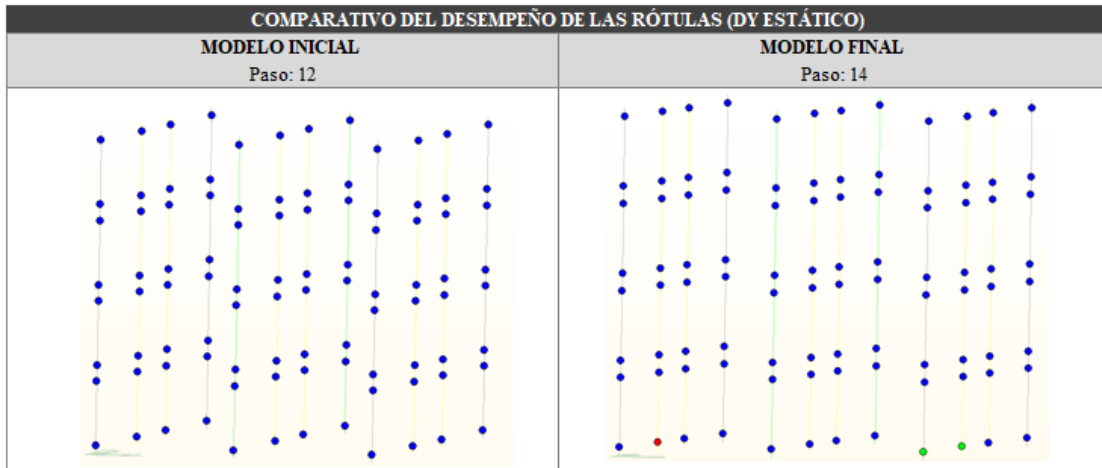 COMPARATIVO DEL DESEMPEÑO DE LAS RÓTULAS (DY ESTÁTICO)
MODELO INICIAL
Paso: 12
MODELO FINAL
Paso: 14